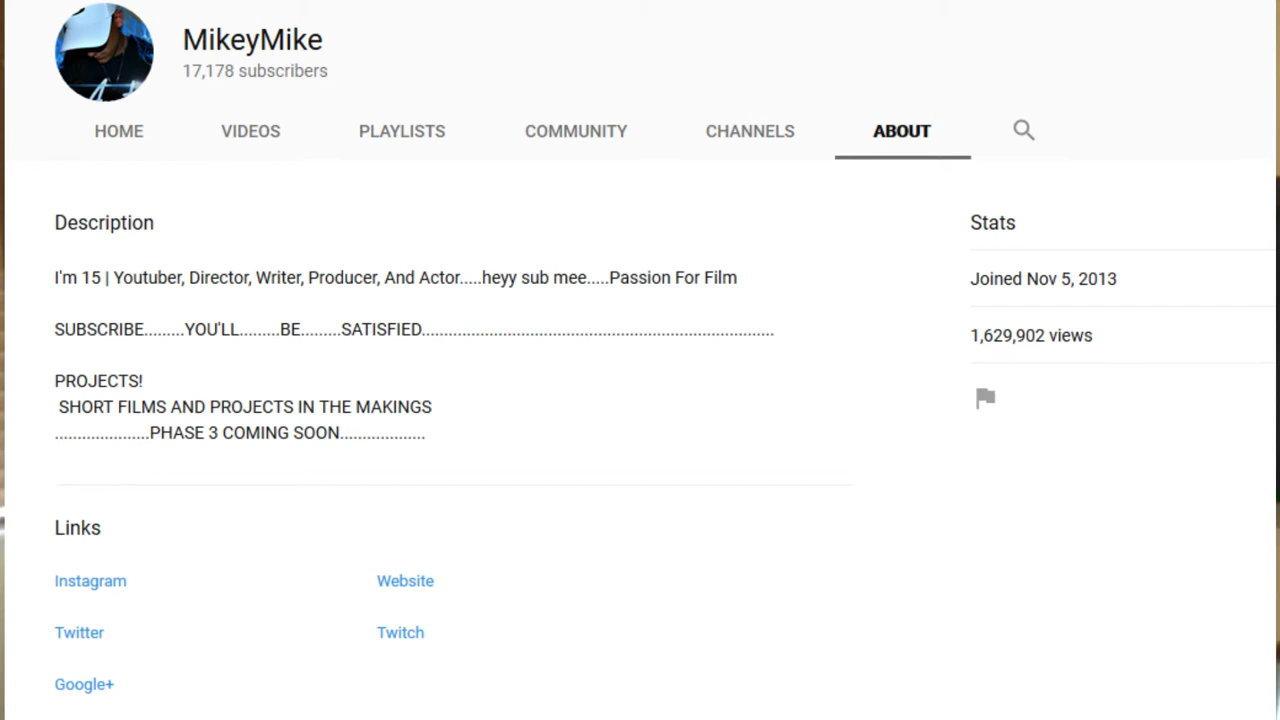 MikeyMike
17,178 subscribers
HOME VIDEOS PLAYLISTS COMMUNITY CHANNELS ABOUT
Description
I'm 15 | Youtuber, Director, Writer, Producer, And Actor.....heyy sub mee.....Passion For Film
SUBSCRIBE.........YOU'LL.........BE.........SATISFIED...................................................................................
PROJECTS!
SHORT FILMS AND PROJECTS IN THE MAKINGS
......................PHASE 3 COMING SOON....................
Stats
Joined Nov 5, 2013
1,629,902 views
Links
Instagram Website
Twitter Twitch
Google+